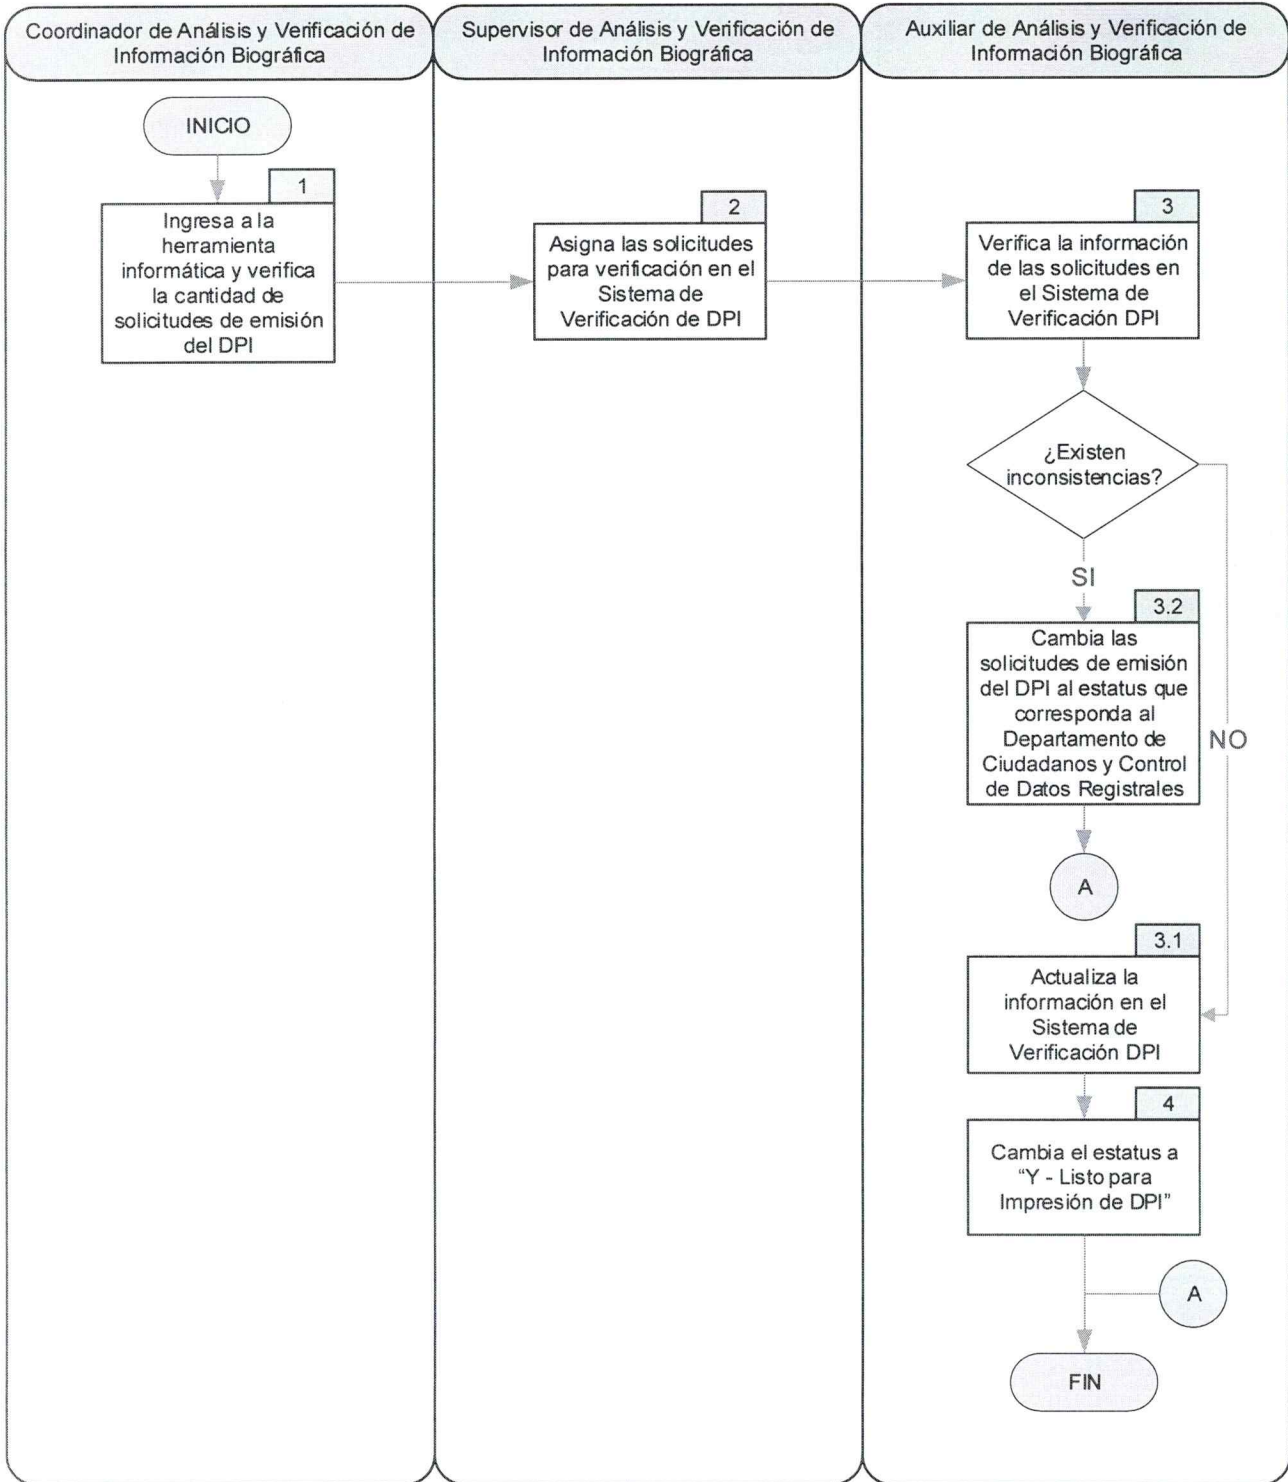 Coordinador de Análisis y Verificación de
Información Biográfica
Supervisor de Análisis y Verificación de
Información Biográfica
Auxiliar de Análisis y Verificación de
Información Biográfica
INICIO
1
Ingresa a la
herramienta
informática y verifica
la cantidad de
solicitudes de emisión
del DPI
2
Asigna las solicitudes
para verificación en el
Sistema de
Verificación de DPI
3
Verifica la información
de las solicitudes en
el Sistema de
Verificación DPI
¿Existen
inconsistencias?
SI
NO
3.2
Cambia las
solicitudes de emisión
del DPI al estatus que
corresponda al
Departamento de
Ciudadanos y Control
de Datos Registrales
A
3.1
Actualiza la
información en el
Sistema de
Verificación DPI
4
Cambia el estatus a
“Y - Listo para
Impresión de DPI”
A
FIN